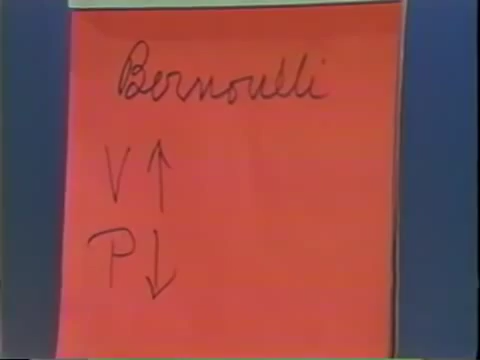 Bernoulli
V ↑
P ↓